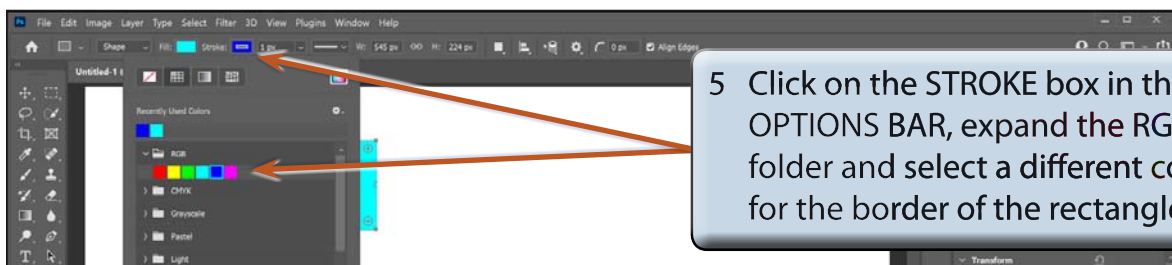 Ps File Edit Image Layer Type Select Filter 3D View Plugins Window Help
Shape Fill: Stroke: 1 px W: 545 px H: 224 px 0 px Align Edges
Untitled-1
Recently Used Colors
RGB
CMYK
Grayscale
Pastel
Light
5 Click on the STROKE box in th
OPTIONS BAR, expand the RG
folder and select a different co
for the border of the rectangle
Transform